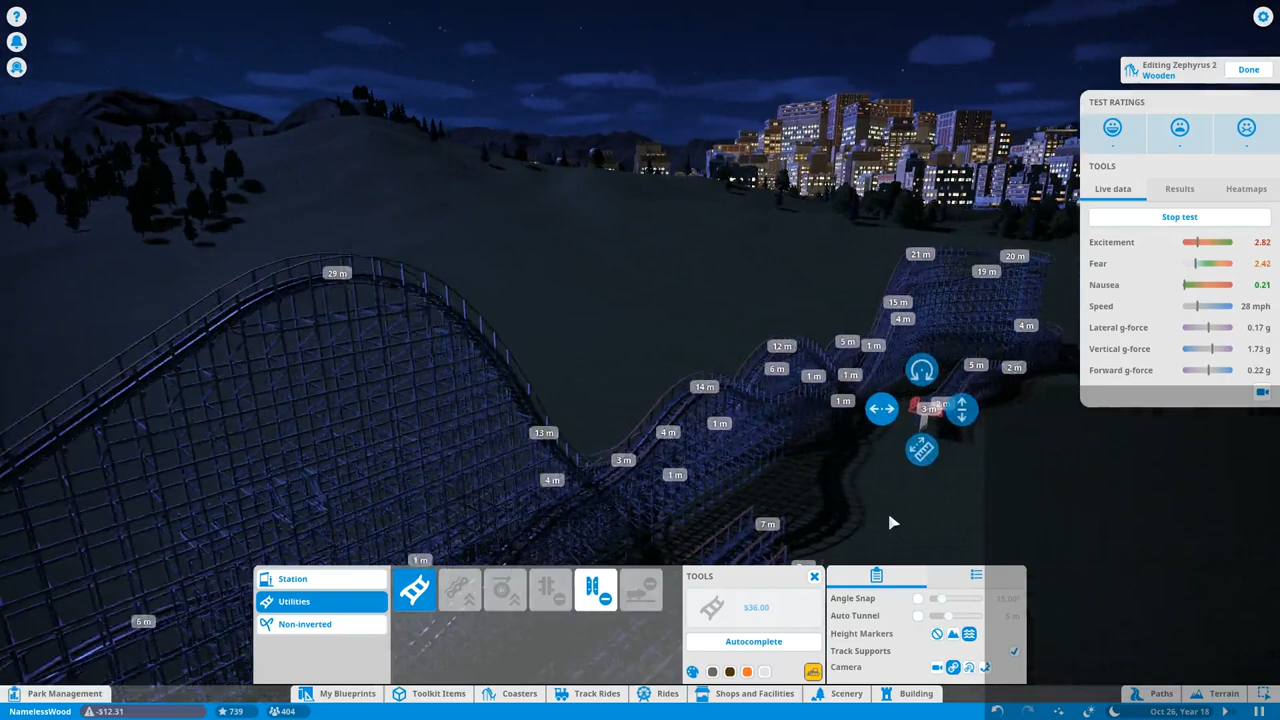 ?
Editing Zephyrus 2
Wooden
Done
TEST RATINGS
-
-
-
TOOLS
Live data
Results
Heatmaps
Stop test
Excitement 2.82
Fear 2.42
Nausea 0.21
Speed 28 mph
Lateral g-force 0.17 g
Vertical g-force 1.73 g
Forward g-force 0.22 g
29 m
21 m
20 m
19 m
15 m
4 m
4 m
12 m
5 m
1 m
6 m
1 m
1 m
5 m
2 m
14 m
1 m
3 m
2 m
4 m
1 m
13 m
3 m
4 m
1 m
7 m
1 m
6 m
Station
Utilities
Non-inverted
TOOLS
$36.00
Autocomplete
Angle Snap 15.00°
Auto Tunnel 5 m
Height Markers
Track Supports
Camera
Park Management
My Blueprints
Toolkit Items
Coasters
Track Rides
Rides
Shops and Facilities
Scenery
Building
Paths
Terrain
NamelessWood
-$12.31
739
404
Oct 26, Year 18